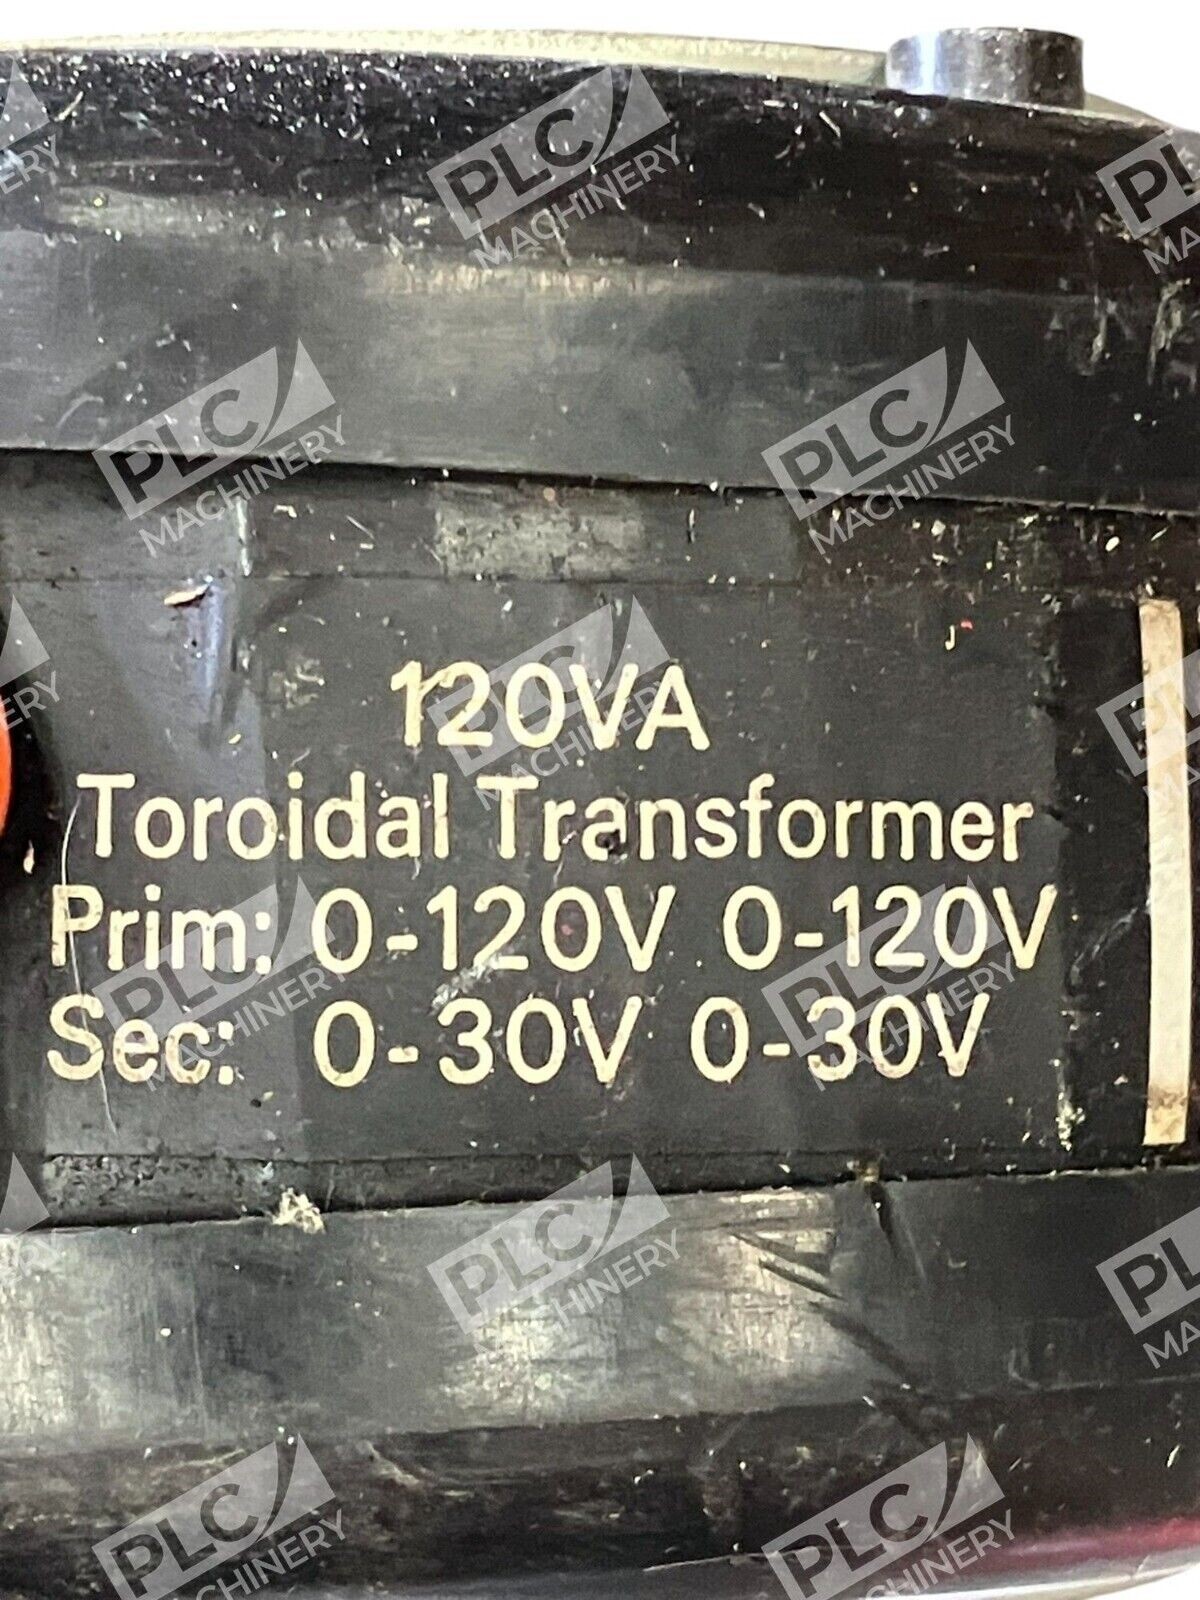 PLC
MACHINERY
120VA
Toroidal Transformer
Prim: 0-120V 0-120V
Sec: 0-30V 0-30V